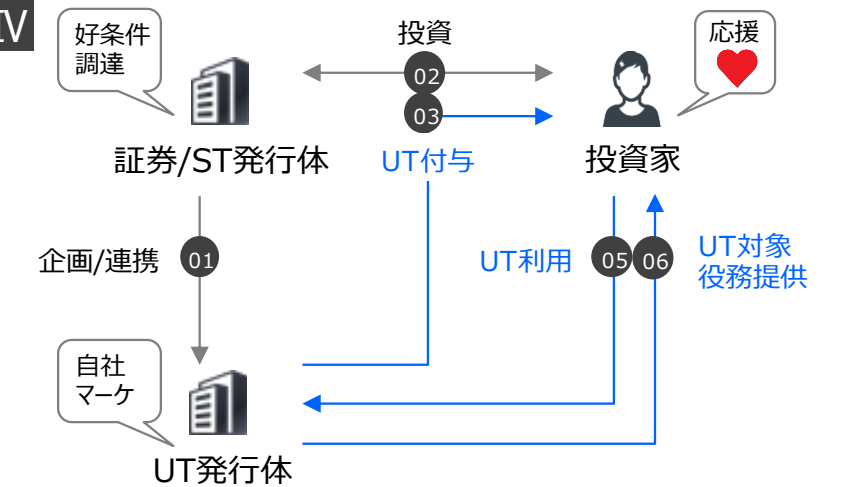 IV
好条件
調達
投資
応援
02
03
証券/ST発行体
UT付与
投資家
企画/連携
01
UT利用
05
06
UT対象
役務提供
自社
マーケ
UT発行体